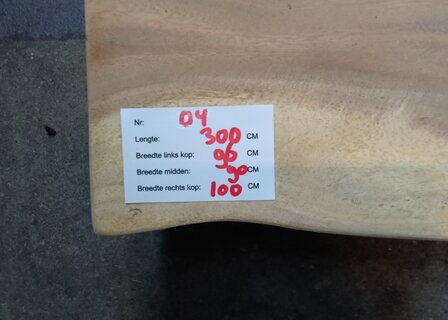 Nr: 04
Lengte: 300 CM
Breedte links kop: 90 CM
Breedte midden: 90 CM
Breedte rechts kop: 100 CM